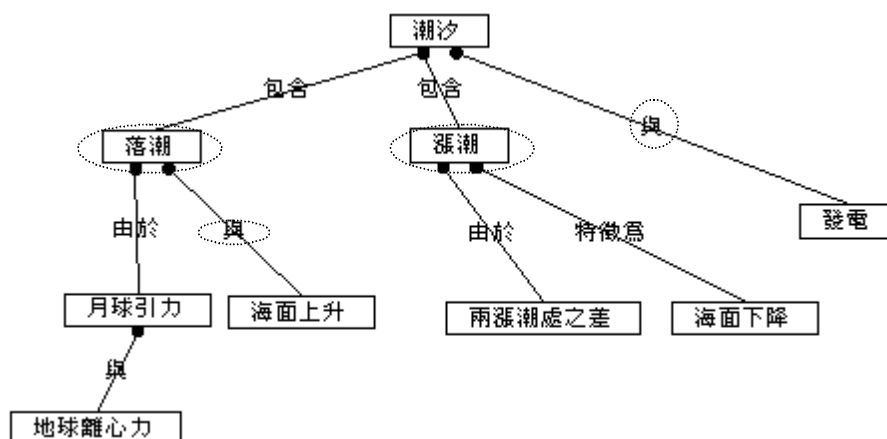 潮汐
包含
包含
與
落潮
漲潮
發電
由於
與
由於
特徵爲
月球引力
海面上升
兩漲潮處之差
海面下降
與
地球離心力